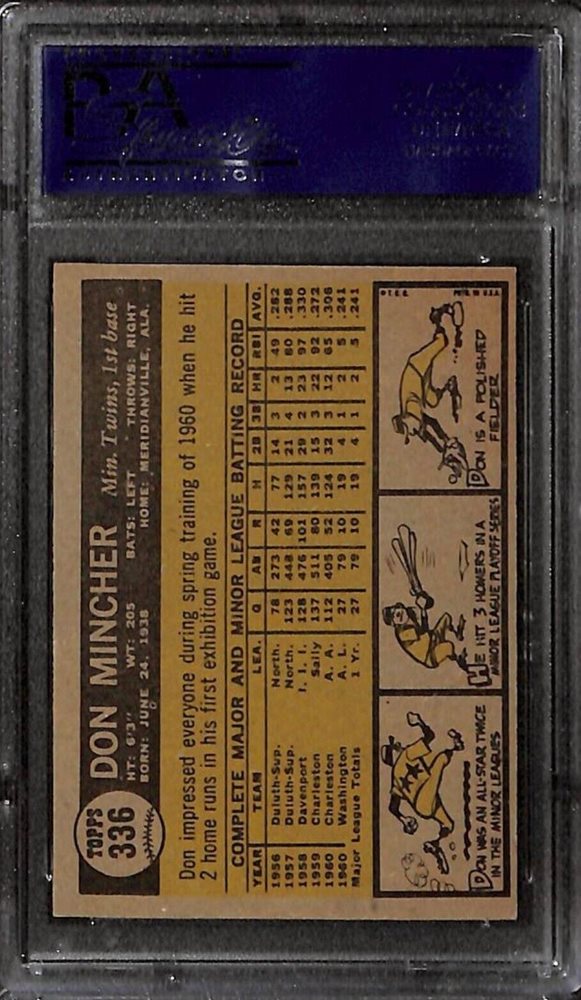 PSA
TOPPS
336
DON MINCHER Min. Twins, 1st base
HT: 6'3" WT: 205 BATS: LEFT THROWS: RIGHT
BORN: JUNE 24, 1938 HOME: MERIDIANVILLE, ALA.
Don impressed everyone during spring training of 1960 when he hit
2 home runs in his first exhibition game.
COMPLETE MAJOR AND MINOR LEAGUE BATTING RECORD
YEAR TEAM LEA. G AB R H 2B 3B HR RBI AVG.
1956 Duluth-Sup. North. 78 273 42 77 14 3 2 49 .282
1957 Duluth-Sup. North. 123 448 69 129 21 4 13 80 .288
1958 Davenport I. I. I. 128 476 101 157 29 2 23 97 .330
1959 Charleston Sally 137 511 80 139 15 3 22 92 .272
1960 Charleston A. A. 112 405 52 124 32 3 12 65 .306
1960 Washington A. L. 27 79 10 19 4 1 2 5 .241
Major League Totals 1 Yr. 27 79 10 19 4 1 2 5 .241
DON WAS AN ALL-STAR TWICE
IN THE MINOR LEAGUES
HE HIT 3 HOMERS IN A
MINOR LEAGUE PLAYOFF SERIES
DON IS A POLISHED
FIELDER
© T.C.G. PRTD. IN U.S.A.